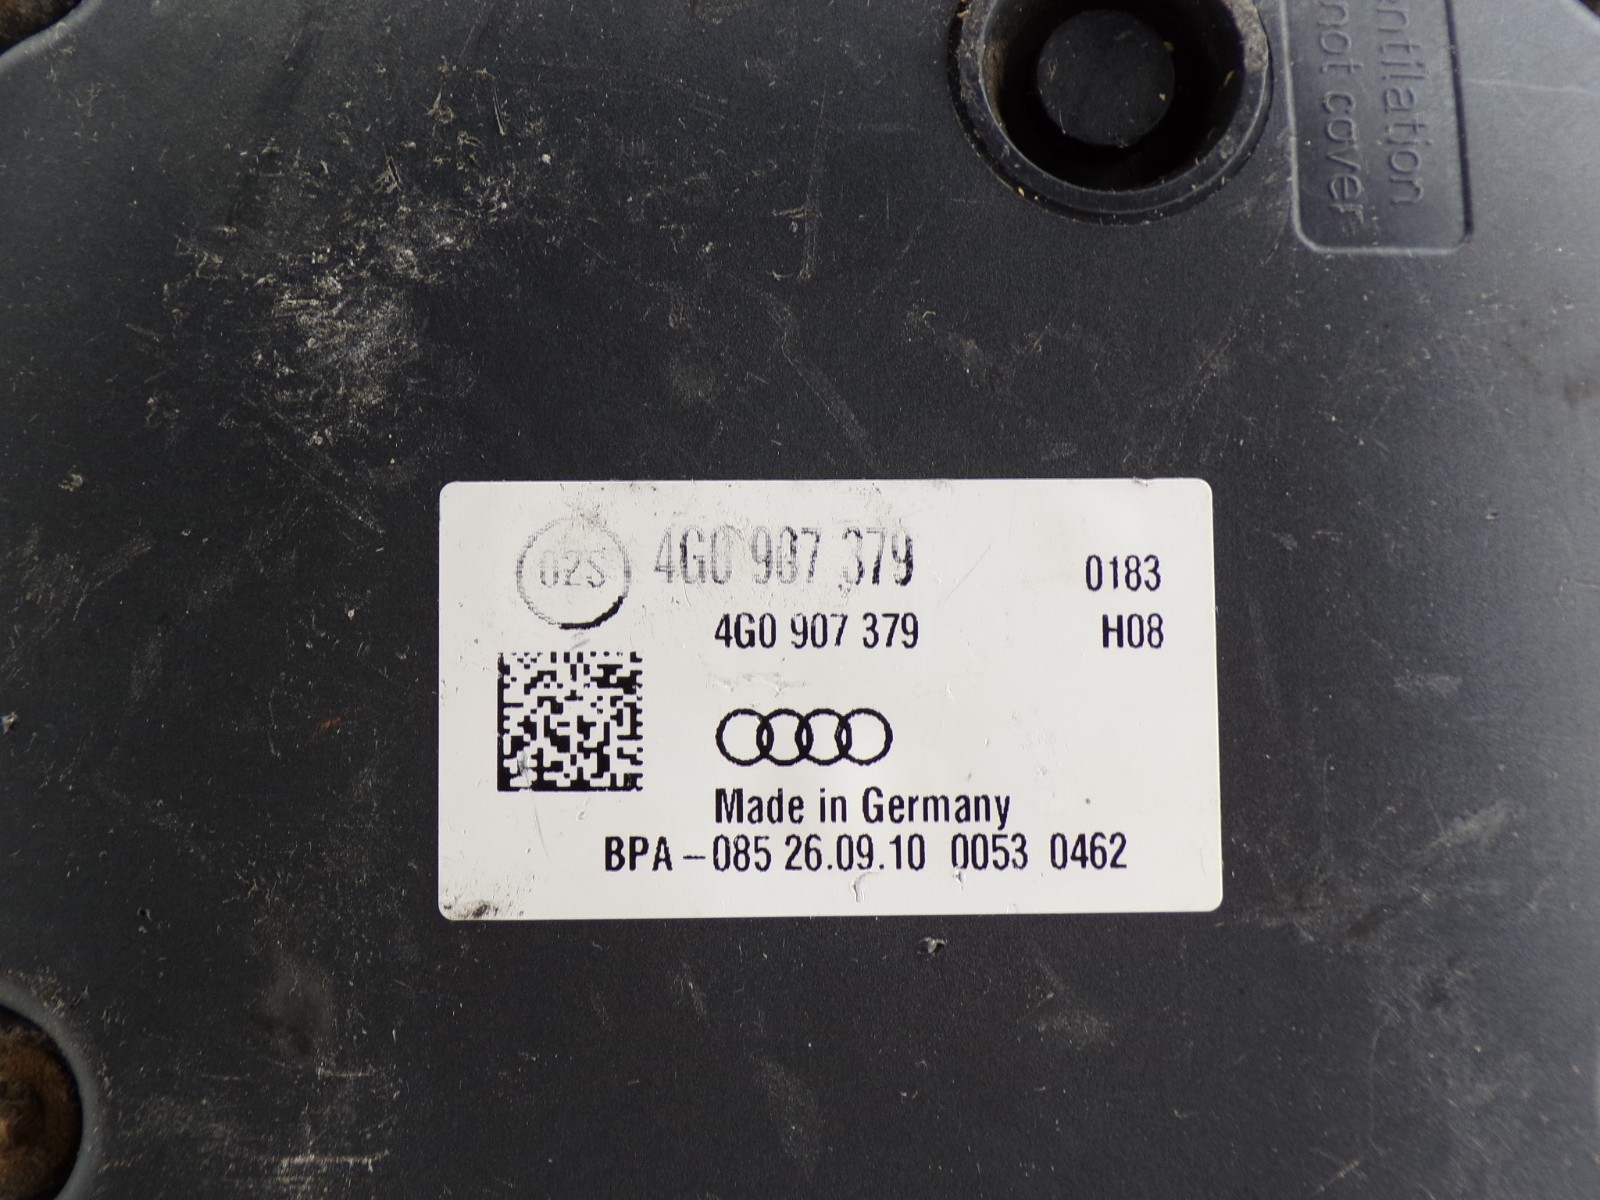 entilation
not cover
02S 4G0 907 379 0183
4G0 907 379 H08
Made in Germany
BPA-085 26.09.10 0053 0462